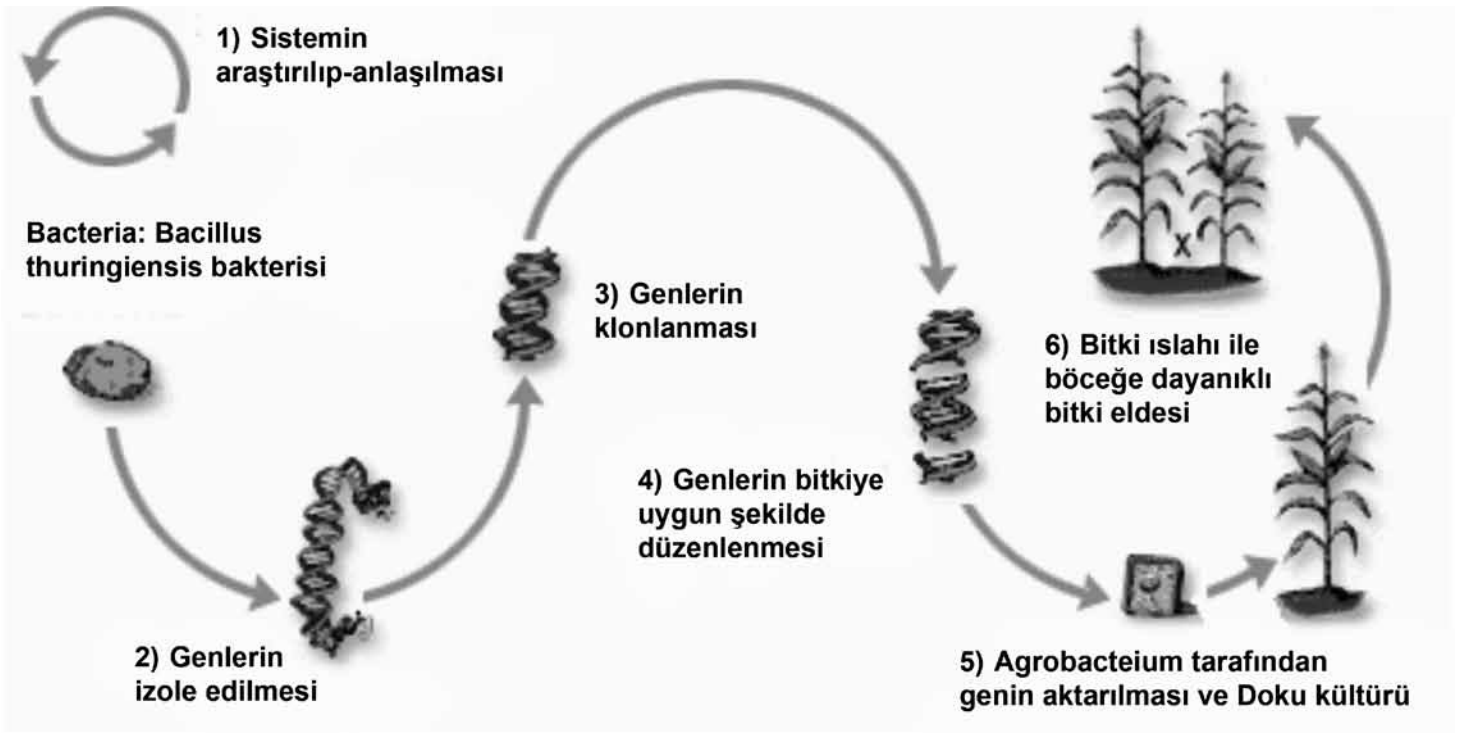 1) Sistemin
araştırılıp-anlaşılması
Bacteria: Bacillus
thuringiensis bakterisi
2) Genlerin
izole edilmesi
3) Genlerin
klonlanması
4) Genlerin bitkiye
uygun şekilde
düzenlenmesi
5) Agrobacteium tarafından
genin aktarılması ve Doku kültürü
6) Bitki ıslahı ile
böceğe dayanıklı
bitki eldesi
X